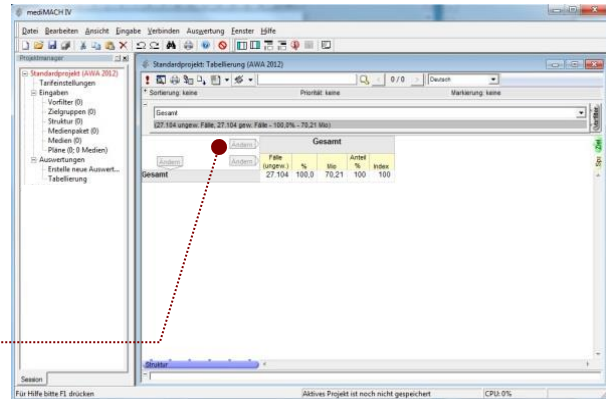 mediMACH IV
Datei Bearbeiten Ansicht Eingabe Verbinden Auswertung Fenster Hilfe
Projektmanager
Standardprojekt (AWA 2012)
Tarifeinstellungen
Eingaben
Vorfilter (0)
Zielgruppen (0)
Struktur (0)
Medienpaket (0)
Medien (0)
Pläne (0; 0 Medien)
Auswertungen
Erstelle neue Auswert...
Tabellierung
Session
Standardprojekt: Tabellierung (AWA 2012)
0/0 Deutsch
* Sortierung: keine Priorität: keine Markierung: keine
Gesamt
(27.104 ungew. Fälle, 27.104 gew. Fälle - 100,0% - 70,21 Mio)
Vorfilter
Ziel
Ändern Gesamt
Ändern Ändern Fälle (ungew.) % Mio Anteil % Index
Gesamt 27.104 100,0 70,21 100 100
Struktur
Für Hilfe bitte F1 drücken Aktives Projekt ist noch nicht gespeichert CPU: 0%